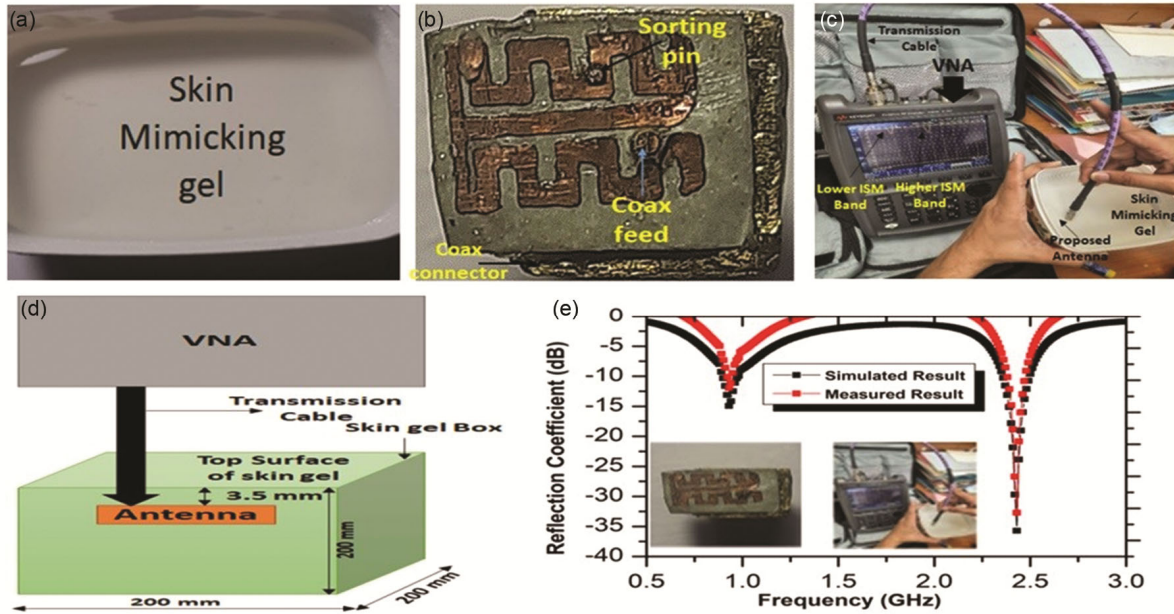 (a)
Skin
Mimicking
gel
(b)
Sorting
pin
Coax
feed
Coax
connector
(c)
Transmission
Cable
VNA
Lower ISM
Band
Higher ISM
Band
Skin
Mimicking
Gel
Proposed
Antenna
(d)
VNA
Transmission
Cable
Skin gel Box
Top Surface
of skin gel
3.5 mm
Antenna
200 mm
200 mm
200 mm
(e)
Reflection Coefficient (dB)
0
-5
-10
-15
-20
-25
-30
-35
-40
Simulated Result
Measured Result
0.5
1.0
1.5
2.0
2.5
3.0
Frequency (GHz)